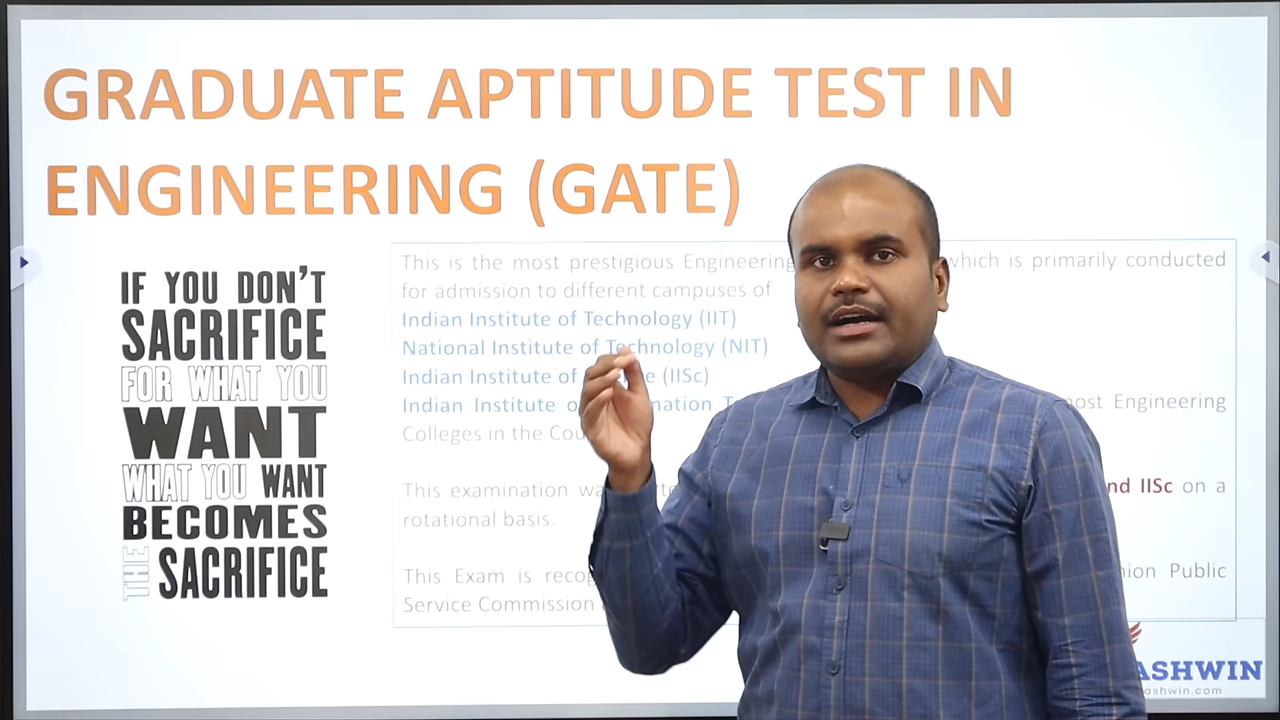 GRADUATE APTITUDE TEST IN
ENGINEERING (GATE)
IF YOU DON'T
SACRIFICE
FOR WHAT YOU
WANT
WHAT YOU WANT
BECOMES
THE SACRIFICE
This is the most prestigious Engineering which is primarily conducted
for admission to different campuses of
Indian Institute of Technology (IIT)
National Institute of Technology (NIT)
Indian Institute of (IISc)
Indian Institute most Engineering
Colleges in the
This examination IISc on a
rotational basis.
This Exam is Public
Service Commission
ASHWIN